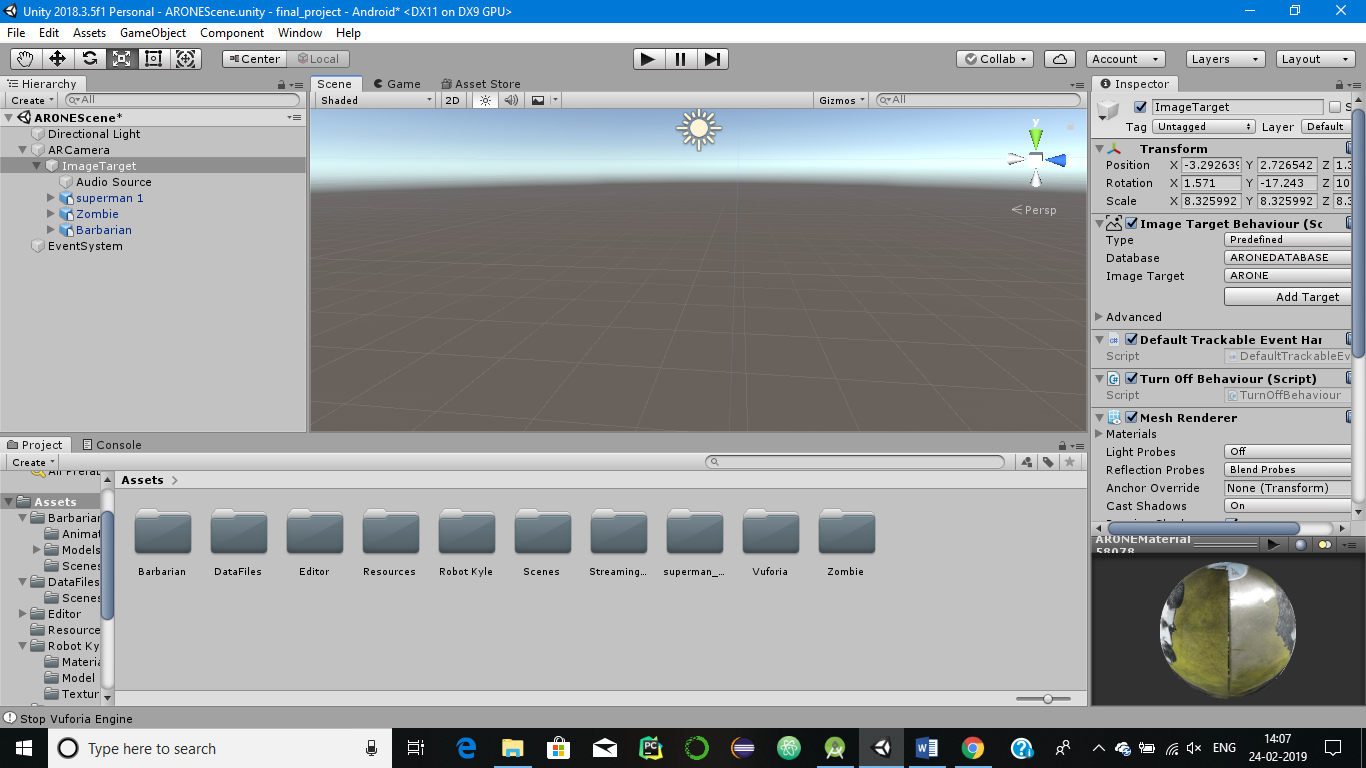 Unity 2018.3.5f1 Personal - ARONEScene.unity - final_project - Android* <DX11 on DX9 GPU>
File Edit Assets GameObject Component Window Help
Center Local Collab Account Layers Layout
Hierarchy
Create All
ARONEScene*
Directional Light
ARCamera
ImageTarget
Audio Source
superman 1
Zombie
Barbarian
EventSystem
Scene Game Asset Store
Shaded 2D Gizmos All
y
Persp
Inspector
ImageTarget S
Tag Untagged Layer Default
Transform
Position X -3.292639 Y 2.726542 Z 1.3
Rotation X 1.571 Y -17.243 Z 10
Scale X 8.325992 Y 8.325992 Z 8.3
Image Target Behaviour (Sc
Type Predefined
Database ARONEDATABASE
Image Target ARONE
Add Target
Advanced
Default Trackable Event Har
Script DefaultTrackableEv
Turn Off Behaviour (Script)
Script TurnOffBehaviour
Mesh Renderer
Materials
Light Probes Off
Reflection Probes Blend Probes
Anchor Override None (Transform)
Cast Shadows On
ARONEMaterial
58078
Project Console
Create
All Prefab
Assets
Barbarian
Animat
Models
Scenes
DataFiles
Scenes
Editor
Resource
Robot Ky
Materia
Model
Textur
Assets
Barbarian DataFiles Editor Resources Robot Kyle Scenes Streaming... superman_... Vuforia Zombie
Stop Vuforia Engine
Type here to search
ENG
14:07
24-02-2019